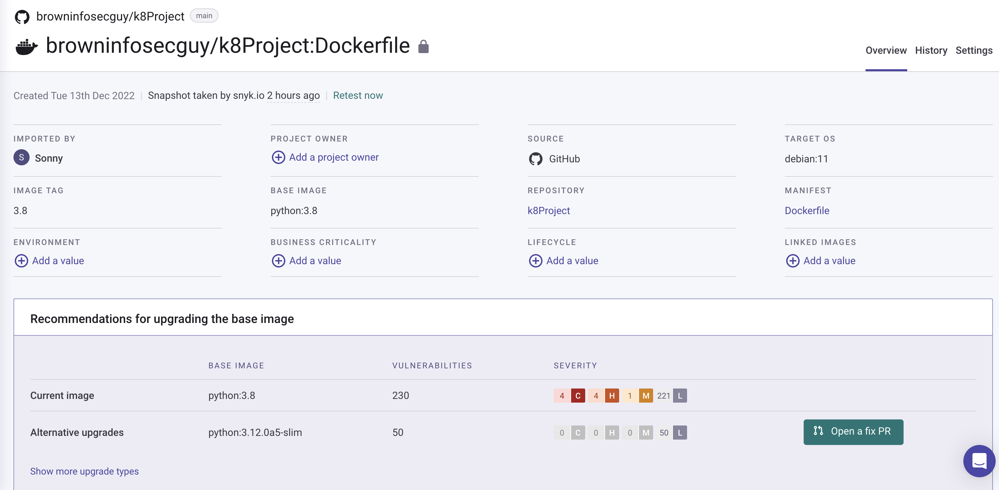 browninfosecguy/k8Project main
browninfosecguy/k8Project:Dockerfile
Overview History Settings
Created Tue 13th Dec 2022 | Snapshot taken by snyk.io 2 hours ago | Retest now
IMPORTED BY PROJECT OWNER SOURCE TARGET OS
S Sonny Add a project owner GitHub debian:11
IMAGE TAG BASE IMAGE REPOSITORY MANIFEST
3.8 python:3.8 k8Project Dockerfile
ENVIRONMENT BUSINESS CRITICALITY LIFECYCLE LINKED IMAGES
Add a value Add a value Add a value Add a value
Recommendations for upgrading the base image
BASE IMAGE VULNERABILITIES SEVERITY
Current image python:3.8 230 4 C 4 H 1 M 221 L
Alternative upgrades python:3.12.0a5-slim 50 0 C 0 H 0 M 50 L Open a fix PR
Show more upgrade types